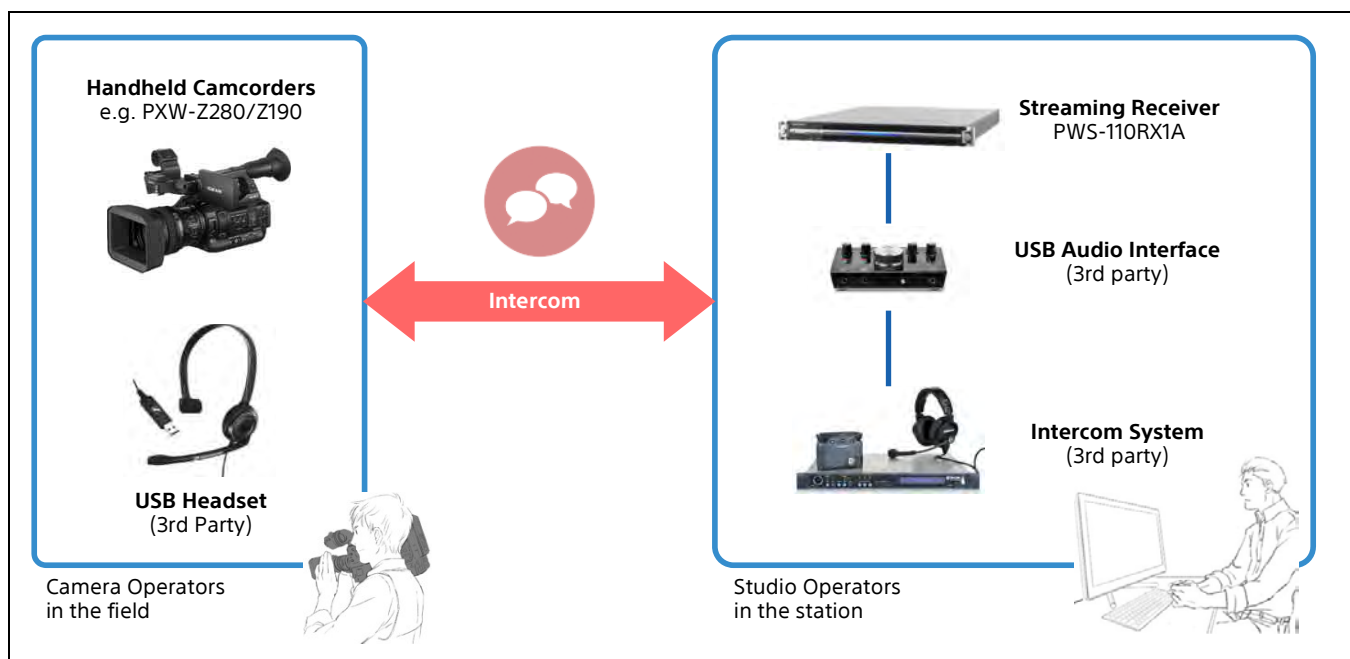 Handheld Camcorders
e.g. PXW-Z280/Z190
USB Headset
(3rd Party)
Camera Operators
in the field
Intercom
Streaming Receiver
PWS-110RX1A
USB Audio Interface
(3rd party)
Intercom System
(3rd party)
Studio Operators
in the station